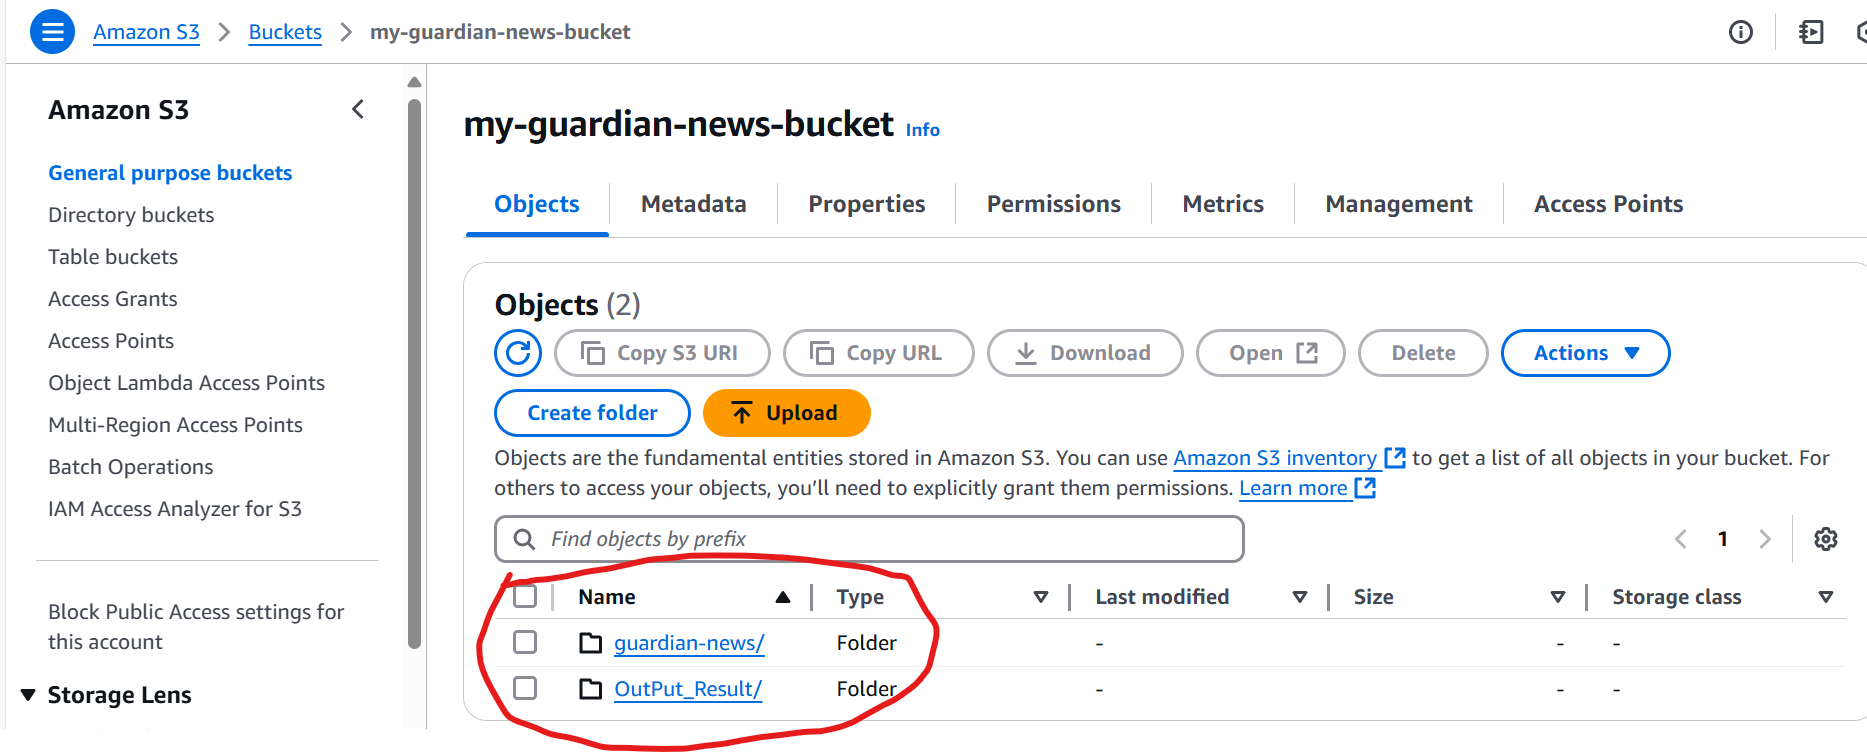 Amazon S3 > Buckets > my-guardian-news-bucket
Amazon S3
General purpose buckets
Directory buckets
Table buckets
Access Grants
Access Points
Object Lambda Access Points
Multi-Region Access Points
Batch Operations
IAM Access Analyzer for S3
Block Public Access settings for
this account
Storage Lens
my-guardian-news-bucket Info
Objects Metadata Properties Permissions Metrics Management Access Points
Objects (2)
Copy S3 URI Copy URL Download Open Delete Actions
Create folder Upload
Objects are the fundamental entities stored in Amazon S3. You can use Amazon S3 inventory to get a list of all objects in your bucket. For
others to access your objects, you'll need to explicitly grant them permissions. Learn more
Find objects by prefix
1
Name Type Last modified Size Storage class
guardian-news/ Folder - - -
OutPut_Result/ Folder - - -